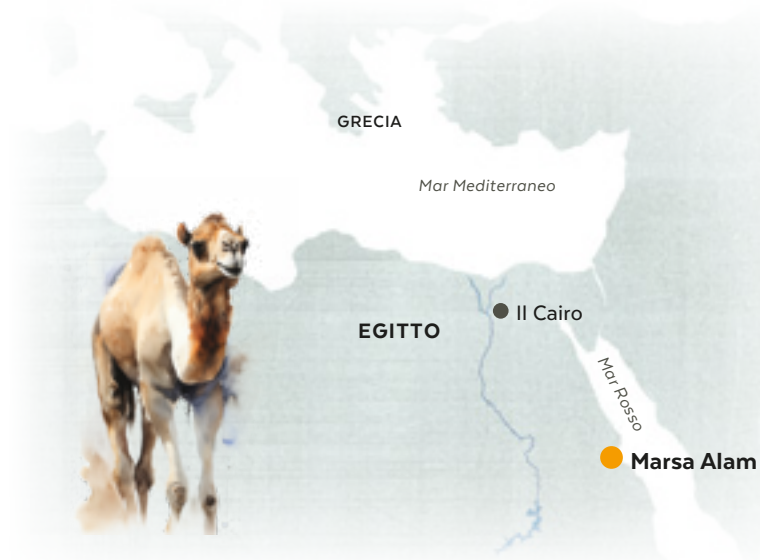 GRECIA
Mar Mediterraneo
Il Cairo
EGITTO
Mar Rosso
Marsa Alam